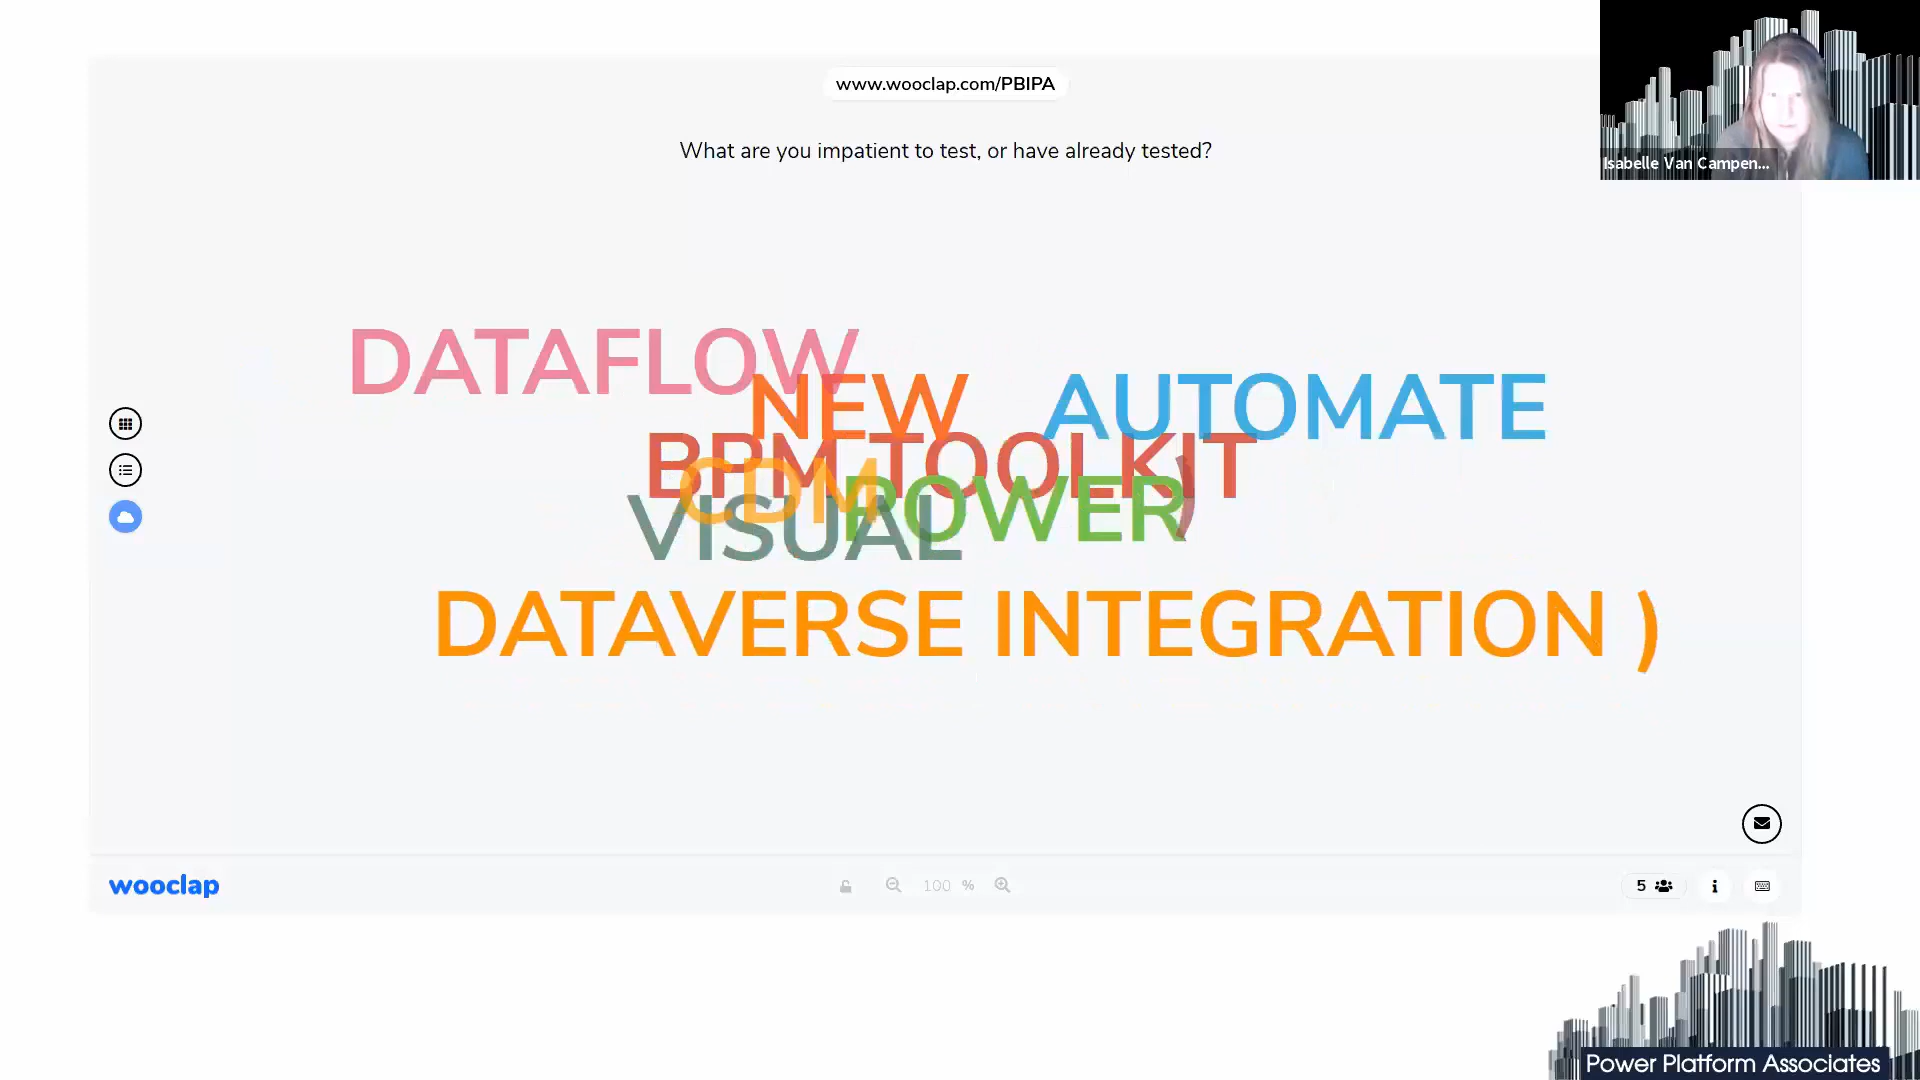 www.wooclap.com/PBIPA
What are you impatient to test, or have already tested?
Isabelle Van Campen...
DATAFLOW
NEW AUTOMATE
BPM TOOLKIT
CDM
POWER )
VISUAL
DATAVERSE INTEGRATION )
wooclap
100 %
5
Power Platform Associates